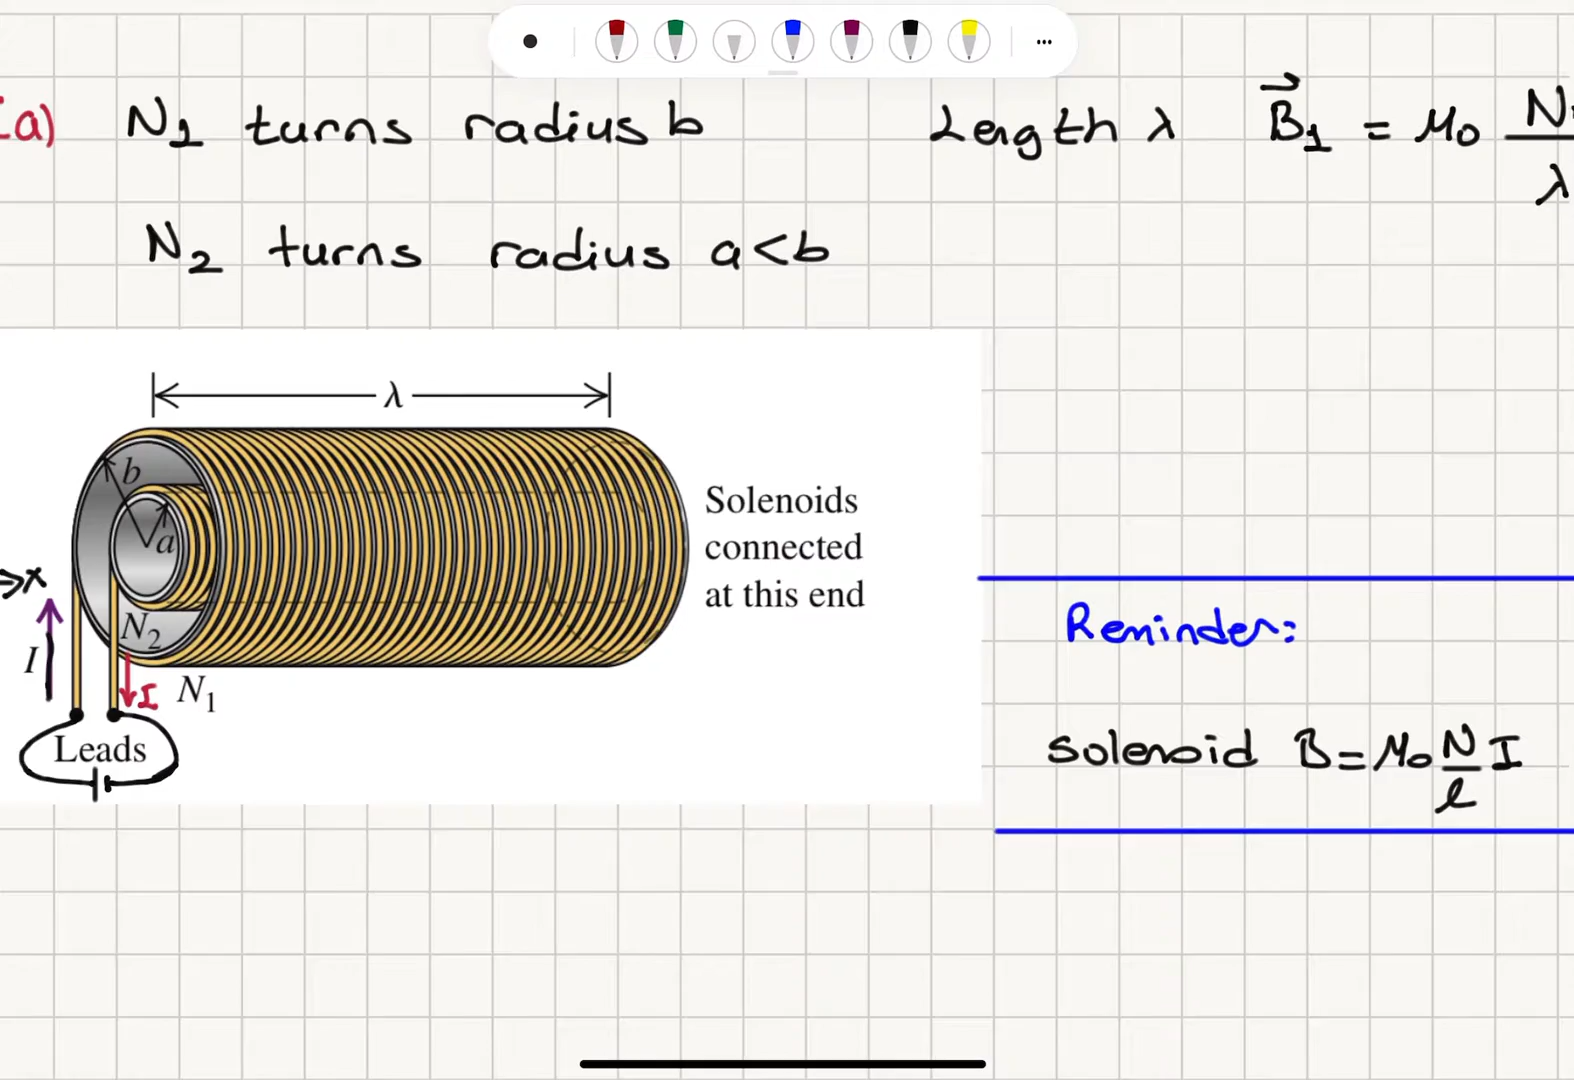 a) N1 turns radius b Length λ B⃗1 = μ0 N / λ
N2 turns radius a<b
λ
b
a
Solenoids
connected
at this end
→x
N2
I
I
N1
Leads
Reminder:
Solenoid B = μ0 N/ℓ I